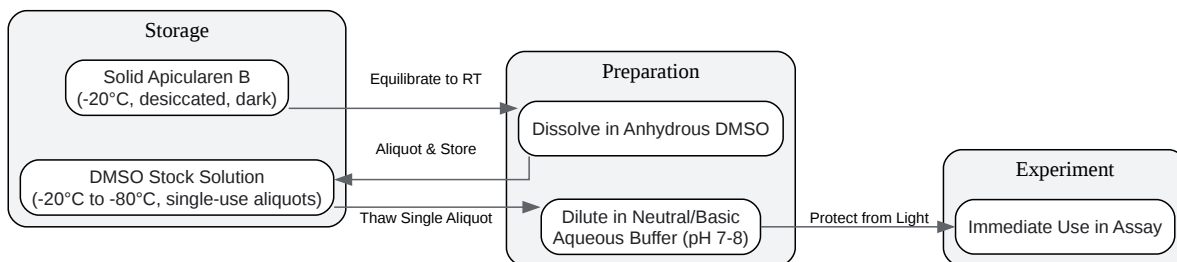 Storage
Solid Apicularen B
(-20°C, desiccated, dark)
Equilibrate to RT
Preparation
Dissolve in Anhydrous DMSO
Aliquot & Store
DMSO Stock Solution
(-20°C to -80°C, single-use aliquots)
Thaw Single Aliquot
Dilute in Neutral/Basic
Aqueous Buffer (pH 7-8)
Protect from Light
Experiment
Immediate Use in Assay